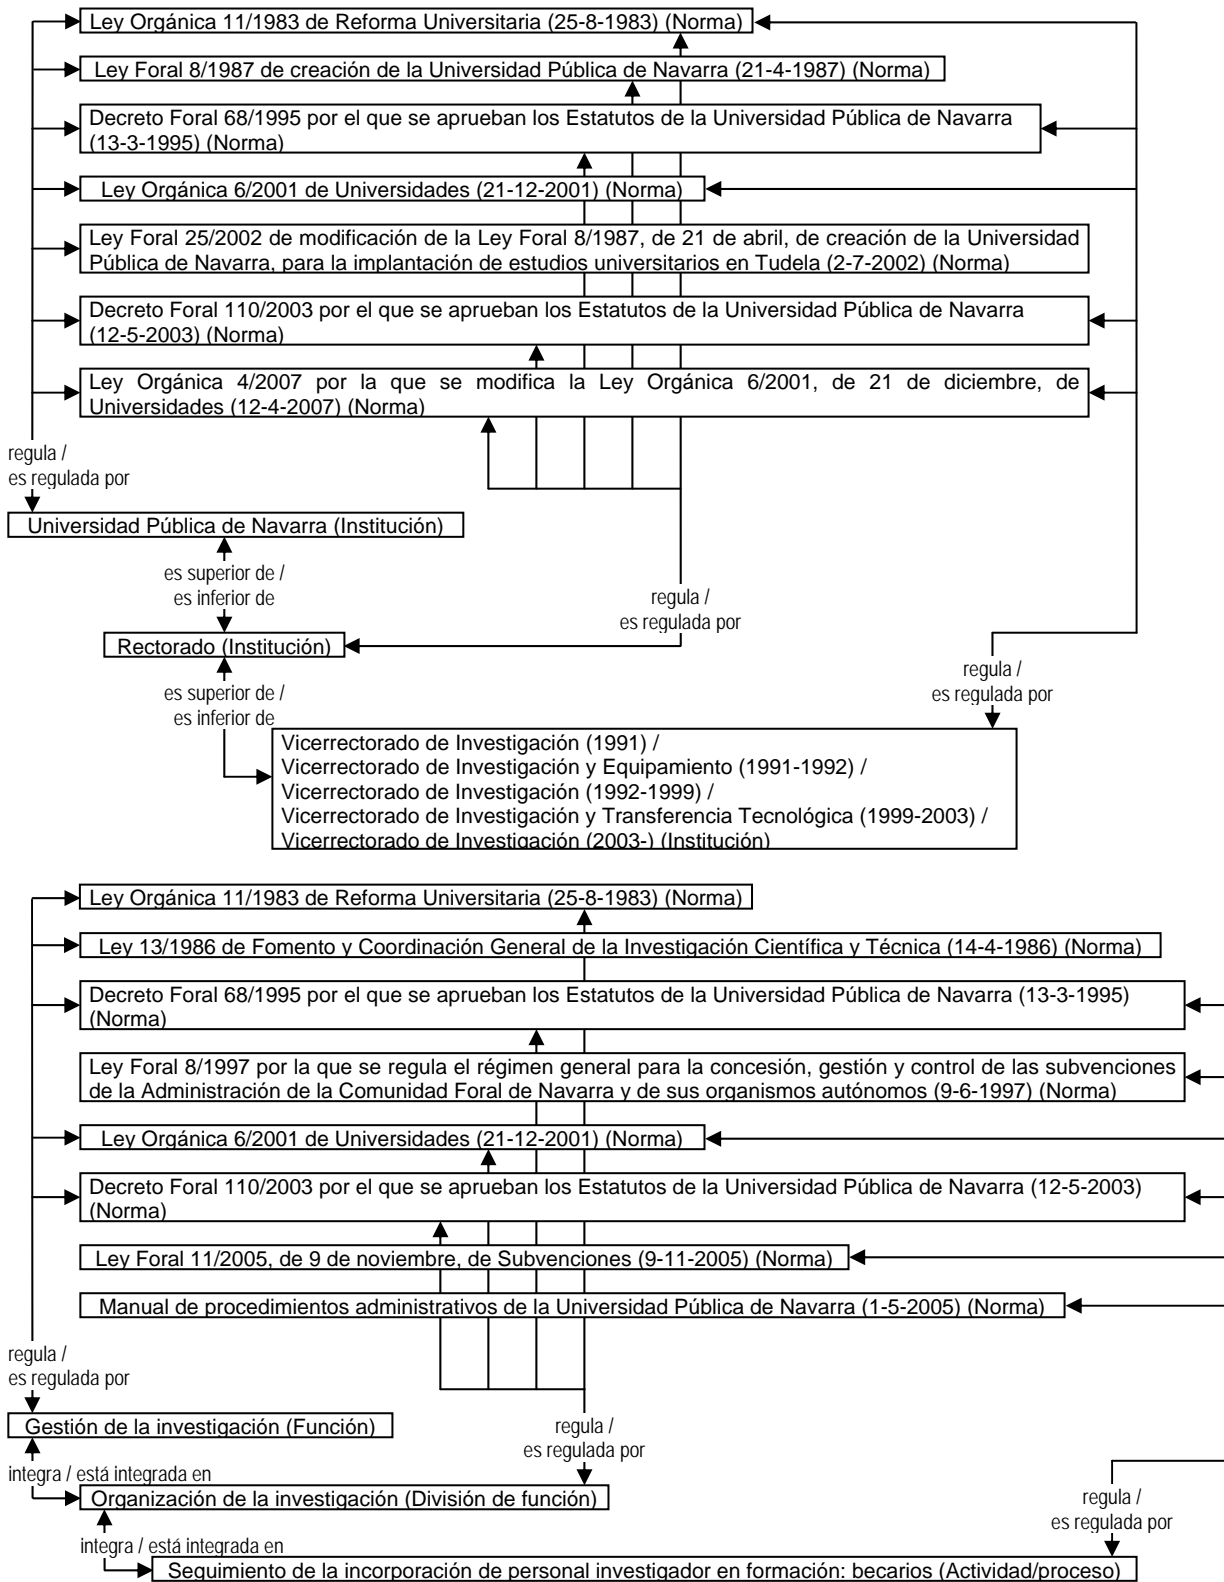 Ley Orgánica 11/1983 de Reforma Universitaria (25-8-1983) (Norma)
Ley Foral 8/1987 de creación de la Universidad Pública de Navarra (21-4-1987) (Norma)
Decreto Foral 68/1995 por el que se aprueban los Estatutos de la Universidad Pública de Navarra
(13-3-1995) (Norma)
Ley Orgánica 6/2001 de Universidades (21-12-2001) (Norma)
Ley Foral 25/2002 de modificación de la Ley Foral 8/1987, de 21 de abril, de creación de la Universidad
Pública de Navarra, para la implantación de estudios universitarios en Tudela (2-7-2002) (Norma)
Decreto Foral 110/2003 por el que se aprueban los Estatutos de la Universidad Pública de Navarra
(12-5-2003) (Norma)
Ley Orgánica 4/2007 por la que se modifica la Ley Orgánica 6/2001, de 21 de diciembre, de
Universidades (12-4-2007) (Norma)
regula /
es regulada por
Universidad Pública de Navarra (Institución)
es superior de /
es inferior de
regula /
es regulada por
Rectorado (Institución)
regula /
es regulada por
es superior de /
es inferior de
Vicerrectorado de Investigación (1991) /
Vicerrectorado de Investigación y Equipamiento (1991-1992) /
Vicerrectorado de Investigación (1992-1999) /
Vicerrectorado de Investigación y Transferencia Tecnológica (1999-2003) /
Vicerrectorado de Investigación (2003-) (Institución)
Ley Orgánica 11/1983 de Reforma Universitaria (25-8-1983) (Norma)
Ley 13/1986 de Fomento y Coordinación General de la Investigación Científica y Técnica (14-4-1986) (Norma)
Decreto Foral 68/1995 por el que se aprueban los Estatutos de la Universidad Pública de Navarra (13-3-1995)
(Norma)
Ley Foral 8/1997 por la que se regula el régimen general para la concesión, gestión y control de las subvenciones
de la Administración de la Comunidad Foral de Navarra y de sus organismos autónomos (9-6-1997) (Norma)
Ley Orgánica 6/2001 de Universidades (21-12-2001) (Norma)
Decreto Foral 110/2003 por el que se aprueban los Estatutos de la Universidad Pública de Navarra (12-5-2003)
(Norma)
Ley Foral 11/2005, de 9 de noviembre, de Subvenciones (9-11-2005) (Norma)
Manual de procedimientos administrativos de la Universidad Pública de Navarra (1-5-2005) (Norma)
regula /
es regulada por
Gestión de la investigación (Función)
regula /
es regulada por
integra / está integrada en
Organización de la investigación (División de función)
regula /
es regulada por
integra / está integrada en
Seguimiento de la incorporación de personal investigador en formación: becarios (Actividad/proceso)